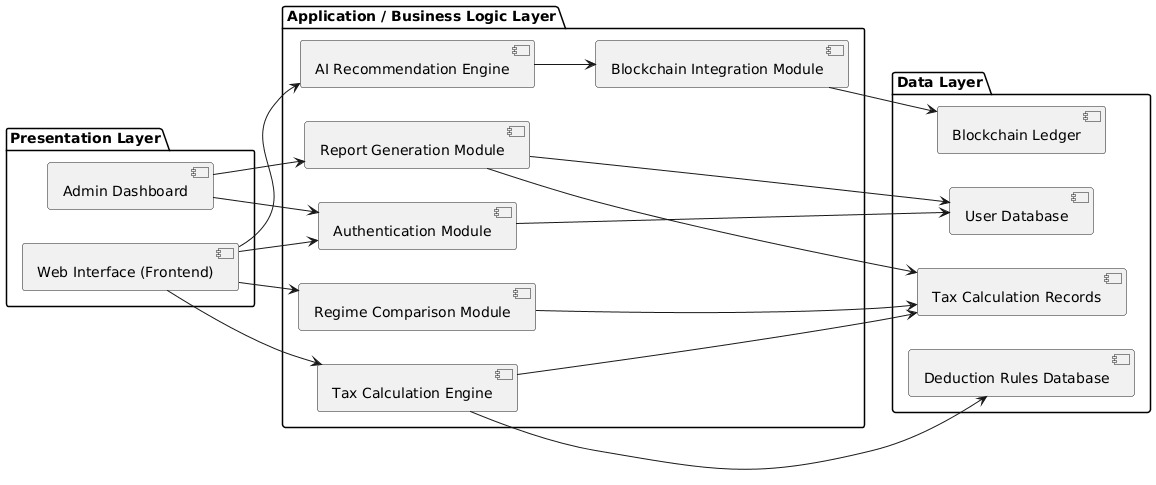 Presentation Layer
Admin Dashboard
Web Interface (Frontend)
Application / Business Logic Layer
AI Recommendation Engine
Blockchain Integration Module
Report Generation Module
Authentication Module
Regime Comparison Module
Tax Calculation Engine
Data Layer
Blockchain Ledger
User Database
Tax Calculation Records
Deduction Rules Database